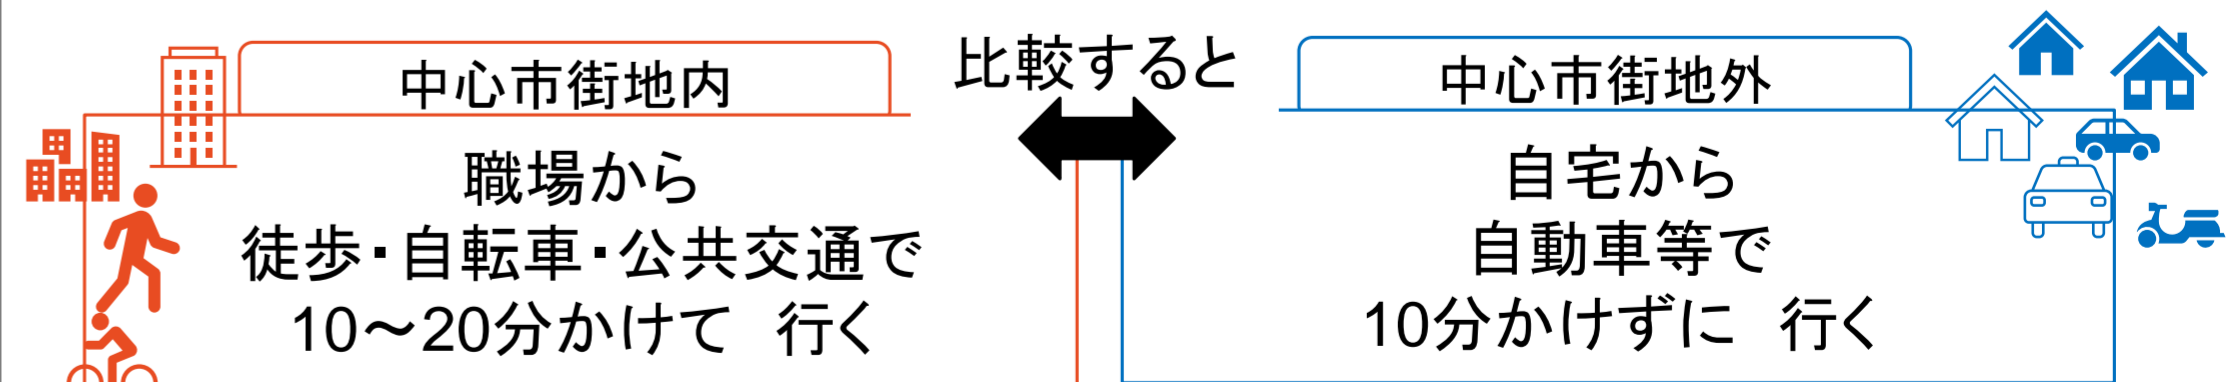 中心市街地内
職場から
徒歩・自転車・公共交通で
10～20分かけて　行く
比較すると
中心市街地外
自宅から
自動車等で
10分かけずに　行く